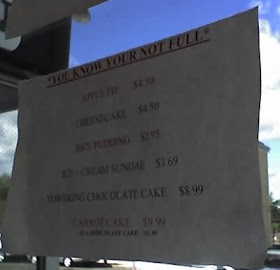 "YOU KNOW YOUR NOT FULL"
APPLE PIE $4.50
CHEESECAKE $4.50
RICE PUDDING $2.95
ICE - CREAM SUNDAE $3.69
TOWERING CHOCOLATE CAKE $8.99
CARROT CAKE $9.99
CAKE